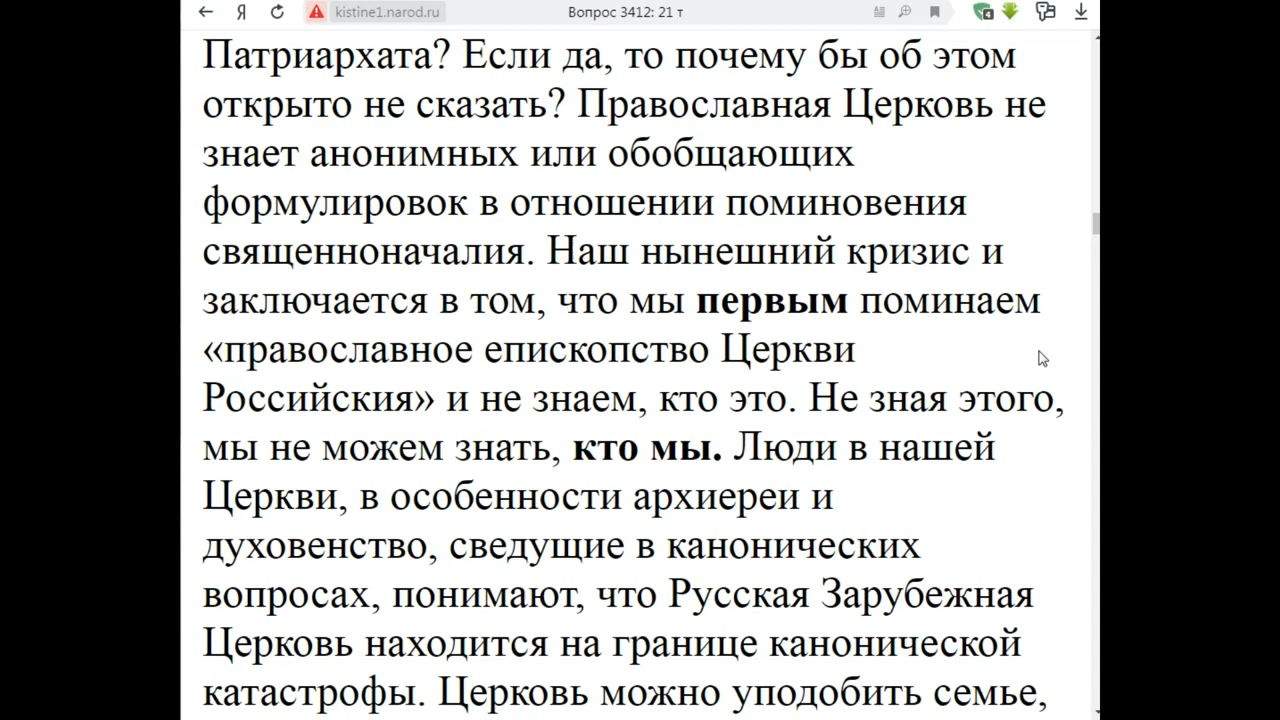 kistine1.narod.ru
Вопрос 3412: 21 т
4
Патриархата? Если да, то почему бы об этом
открыто не сказать? Православная Церковь не
знает анонимных или обобщающих
формулировок в отношении поминовения
священноначалия. Наш нынешний кризис и
заключается в том, что мы первым поминаем
«православное епископство Церкви
Российския» и не знаем, кто это. Не зная этого,
мы не можем знать, кто мы. Люди в нашей
Церкви, в особенности архиереи и
духовенство, сведущие в канонических
вопросах, понимают, что Русская Зарубежная
Церковь находится на границе канонической
катастрофы. Церковь можно уподобить семье,